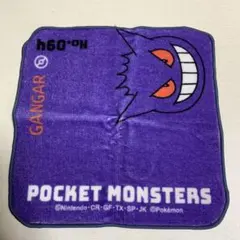 No.094
GANGAR
POCKET MONSTERS
©Nintendo・CR・GF・TX・SP・JK ©Pokémon